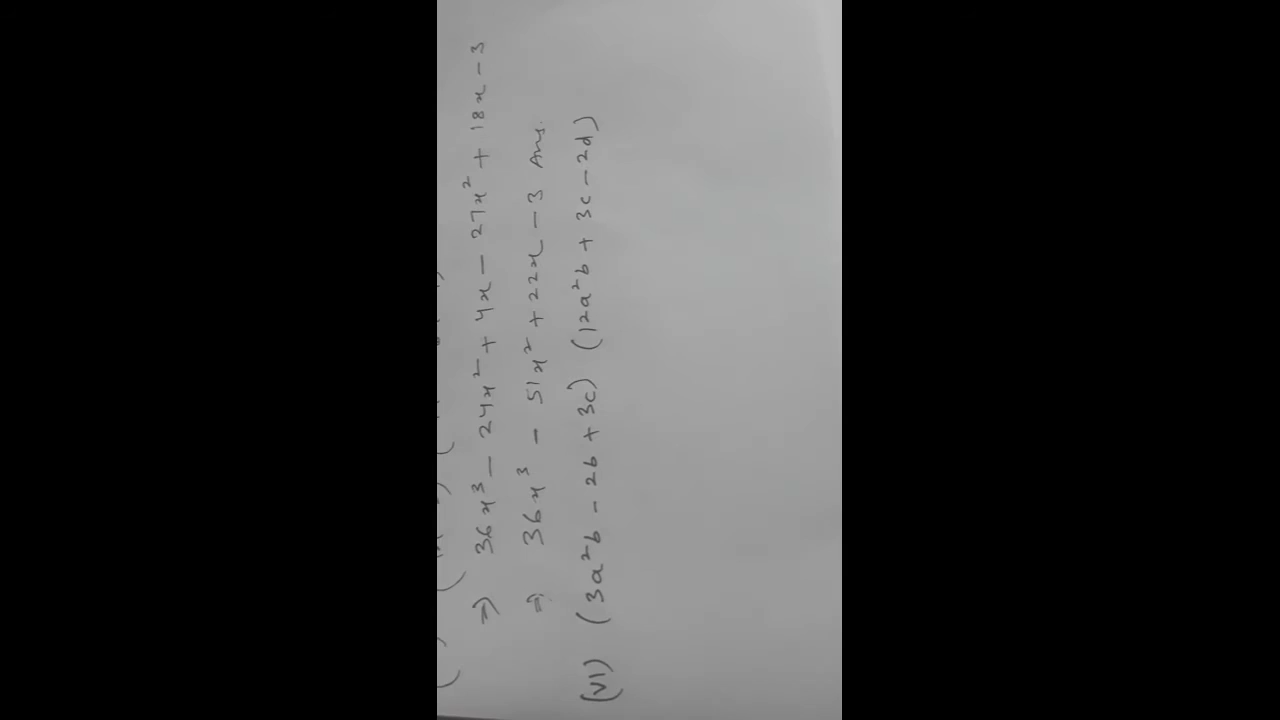 ⇒ 36x³ - 24x² + 4x - 27x² + 18x - 3
⇒ 36x³ - 51x² + 22x - 3 Ans.
(VI) (3a²b - 2b + 3c) (12a²b + 3c - 2d)